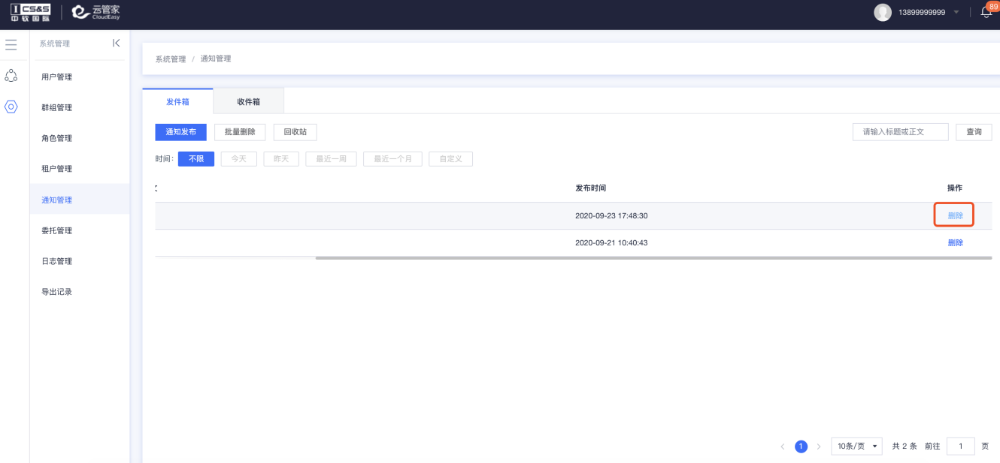 CS&S
中软国际
云管家
CloudEasy
13899999999
89
系统管理
用户管理
群组管理
角色管理
租户管理
通知管理
委托管理
日志管理
导出记录
系统管理 / 通知管理
发件箱 收件箱
通知发布 批量删除 回收站 请输入标题或正文 查询
时间: 不限 今天 昨天 最近一周 最近一个月 自定义
发布时间 操作
2020-09-23 17:48:30 删除
2020-09-21 10:40:43 删除
< 1 > 10条/页 共 2 条 前往 1 页